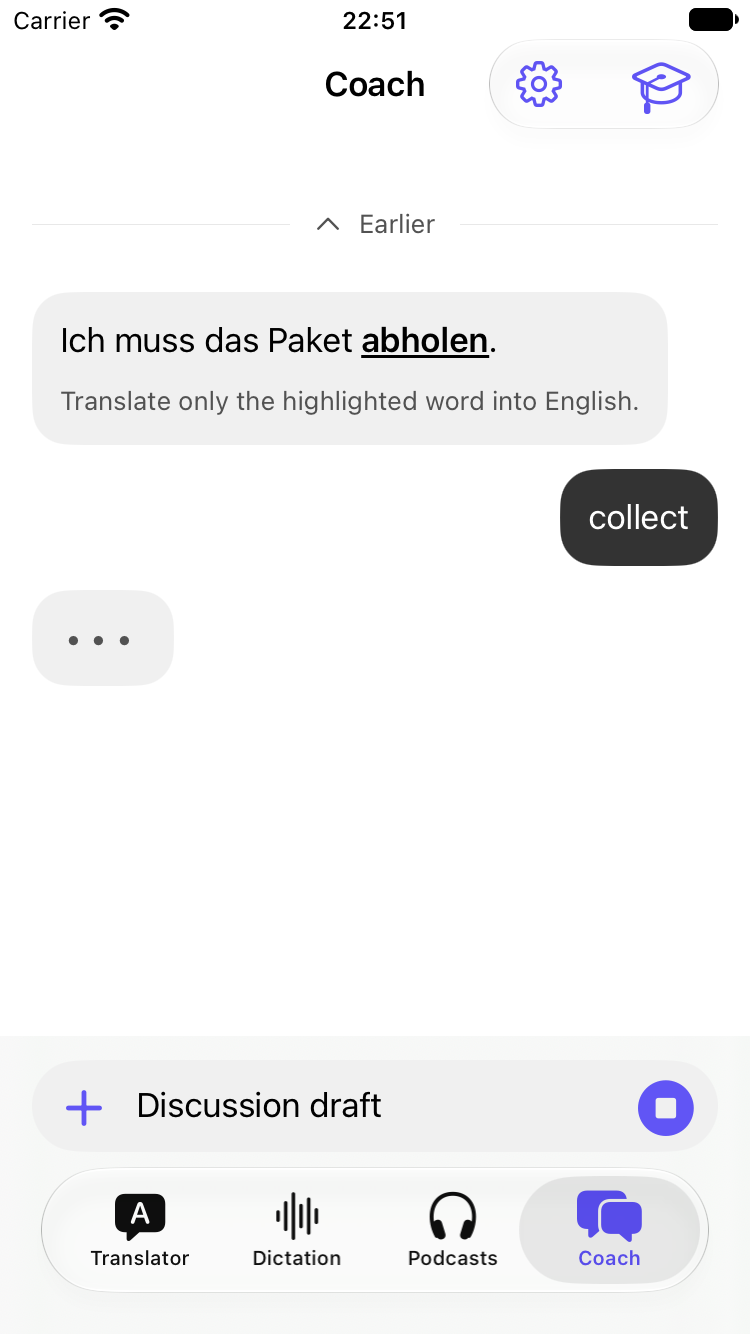 Carrier 22:51
Coach
Earlier
Ich muss das Paket abholen.
Translate only the highlighted word into English.
collect
Discussion draft
A
Translator Dictation Podcasts Coach